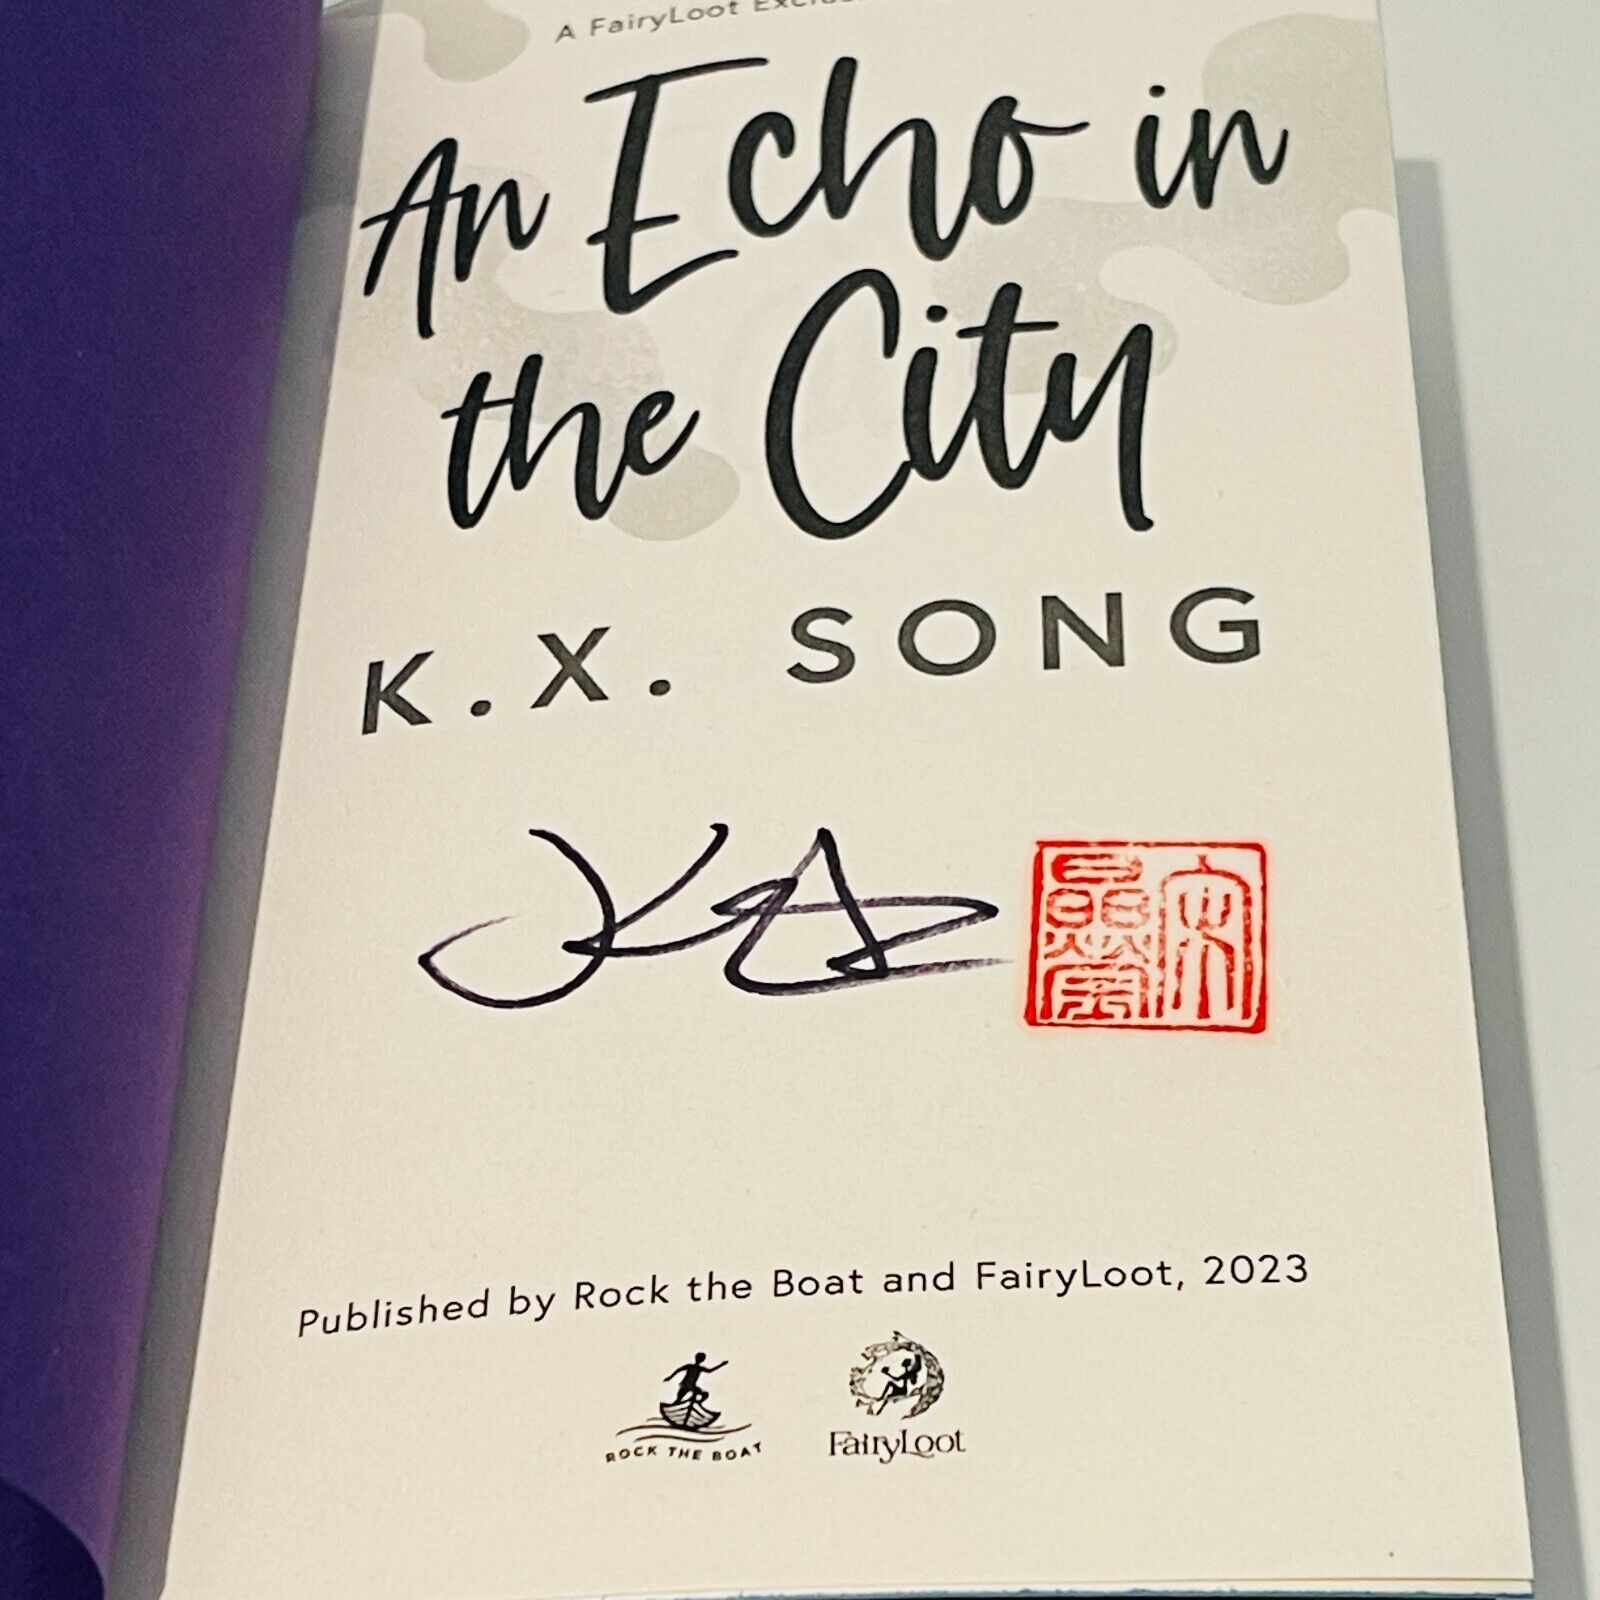 A FairyLoot
An Echo in
the City
K.X. SONG
Published by Rock the Boat and FairyLoot, 2023
ROCK THE BOAT
FairyLoot